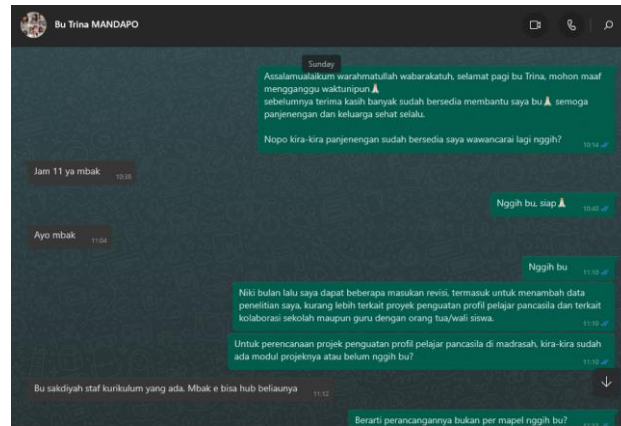 Bu Trina MANDAPO
Sunday
Assalamualaikum warahmatullah wabarakatuh, selamat pagi bu Trina, mohon maaf
mengganggu waktunipun🙏🏻
sebelumnya terima kasih banyak sudah bersedia membantu saya bu🙏🏻 semoga
panjenengan dan keluarga sehat selalu.
Nopo kira-kira panjenengan sudah bersedia saya wawancarai lagi nggih?
10:14
Jam 11 ya mbak
10:38
Nggih bu, siap🙏🏻
10:40
Ayo mbak
11:04
Nggih bu
11:10
Niki bulan lalu saya dapat beberapa masukan revisi, termasuk untuk menambah data
penelitian saya, kurang lebih terkait proyek penguatan profil pelajar pancasila dan terkait
kolaborasi sekolah maupun guru dengan orang tua/wali siswa.
11:10
Untuk perencanaan projek penguatan profil pelajar pancasila di madrasah, kira-kira sudah
ada modul projeknya atau belum nggih bu?
11:10
Bu sakdiyah staf kurikulum yang ada. Mbak e bisa hub beliaunya
11:12
Berarti perancangannya bukan per mapel nggih bu?